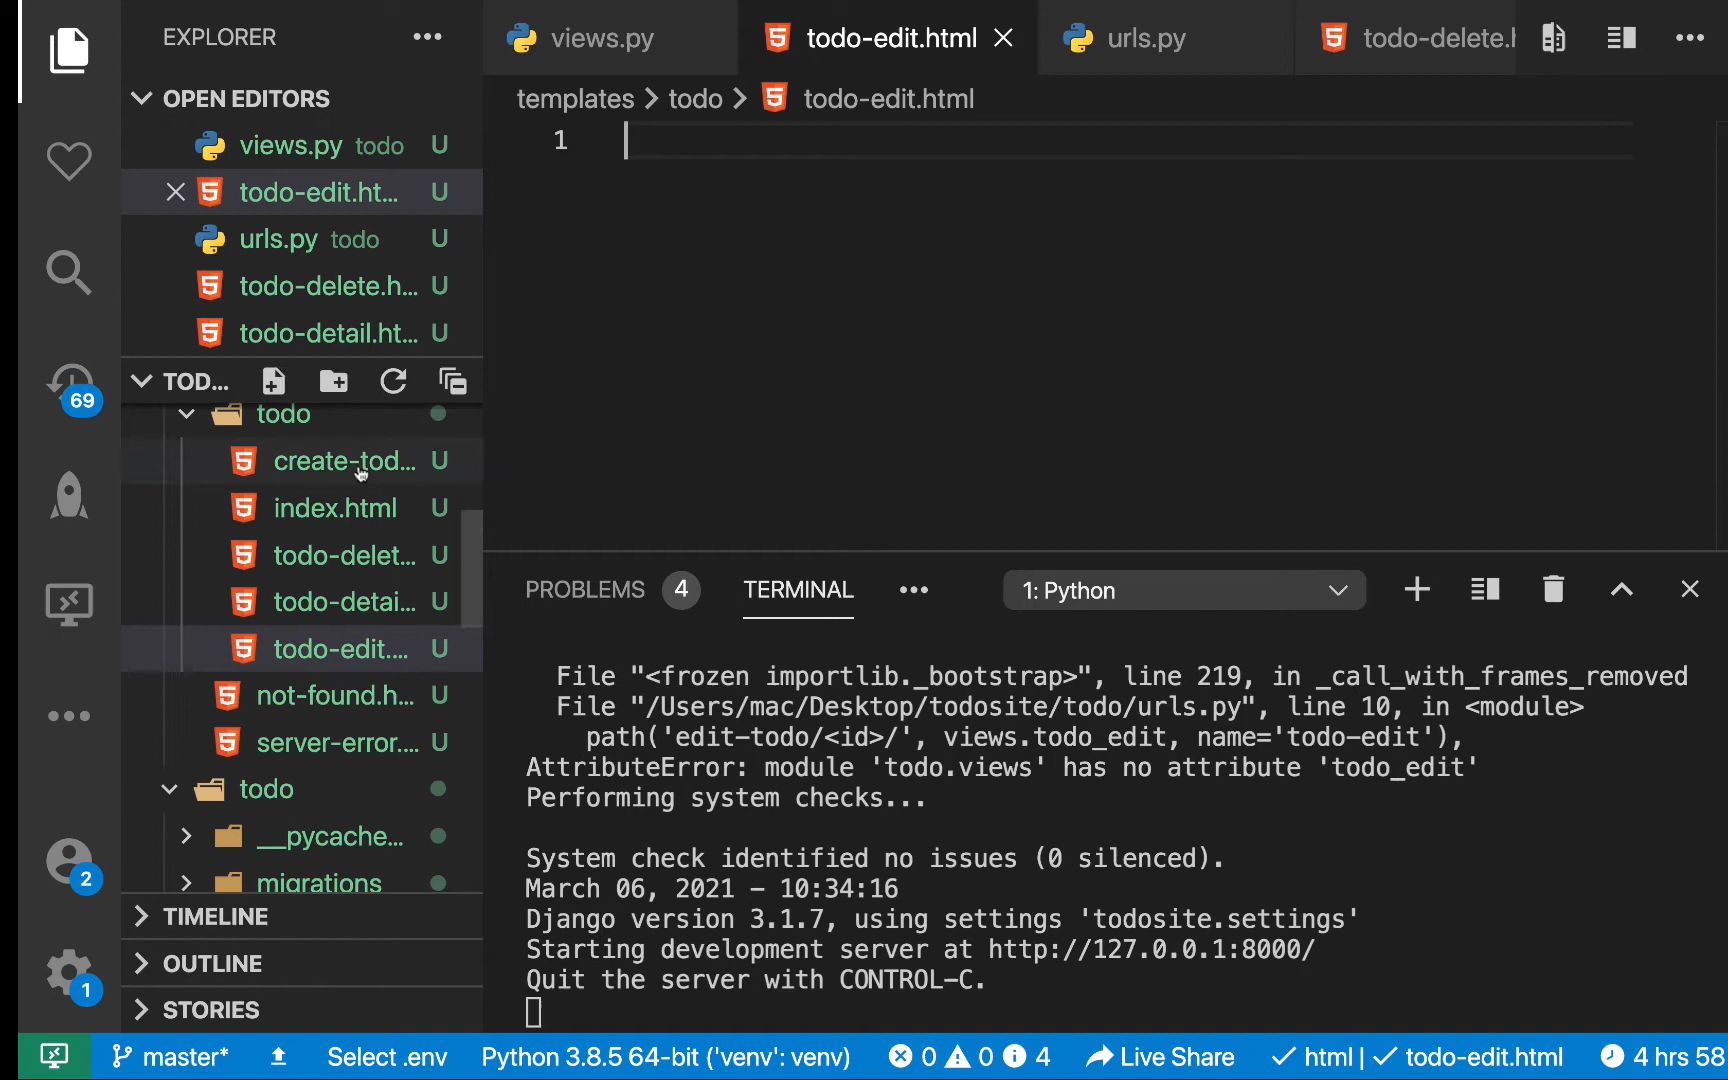 EXPLORER
views.py
todo-edit.html
urls.py
todo-delete.h
OPEN EDITORS
templates > todo > todo-edit.html
views.py todo U
todo-edit.ht... U
urls.py todo U
todo-delete.h... U
todo-detail.ht... U
1
TOD...
69
todo
create-tod... U
index.html U
todo-delet... U
todo-detai... U
todo-edit.... U
not-found.h... U
server-error.... U
todo
__pycache...
migrations
2
TIMELINE
OUTLINE
1
STORIES
PROBLEMS 4 TERMINAL ... 1: Python
File "<frozen importlib._bootstrap>", line 219, in _call_with_frames_removed
File "/Users/mac/Desktop/todosite/todo/urls.py", line 10, in <module>
path('edit-todo/<id>/', views.todo_edit, name='todo-edit'),
AttributeError: module 'todo.views' has no attribute 'todo_edit'
Performing system checks...
System check identified no issues (0 silenced).
March 06, 2021 - 10:34:16
Django version 3.1.7, using settings 'todosite.settings'
Starting development server at http://127.0.0.1:8000/
Quit the server with CONTROL-C.
master* Select .env Python 3.8.5 64-bit ('venv': venv) 0 0 4 Live Share html | todo-edit.html 4 hrs 58